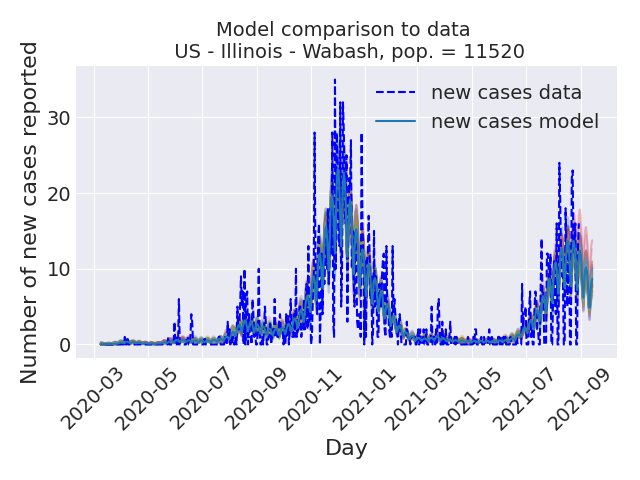 Model comparison to data
US - Illinois - Wabash, pop. = 11520
new cases data
new cases model
Number of new cases reported
30
20
10
0
2020-03
2020-05
2020-07
2020-09
2020-11
2021-01
2021-03
2021-05
2021-07
2021-09
Day